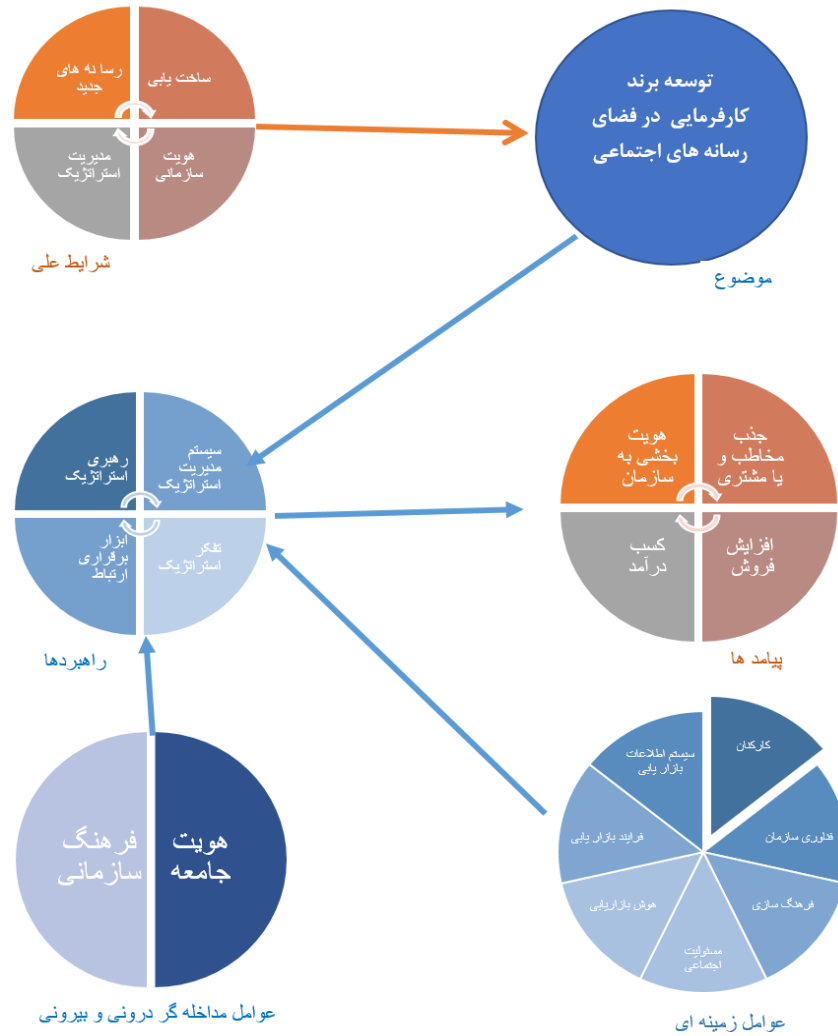 رسانه های
جدید
ساخت یابی
مدیریت
استراتژیک
هویت
سازمانی
شرایط علی
توسعه برند
کارفرمایی در فضای
رسانه های اجتماعی
موضوع
رهبری
استراتژیک
سیستم
مدیریت
استراتژیک
ابزار
برقراری
ارتباط
تفکر
استراتژیک
راهبردها
هویت
بخشی به
سازمان
جذب
مخاطب و
یا مشتری
کسب
درآمد
افزایش
فروش
پیامد ها
فرهنگ
سازمانی
هویت
جامعه
عوامل مداخله گر درونی و بیرونی
سیستم اطلاعات
بازار یابی
کارکنان
فرایند بازار یابی
فناوری سازمان
هوش بازاریابی
فرهنگ سازی
مسئولیت
اجتماعی
عوامل زمینه ای